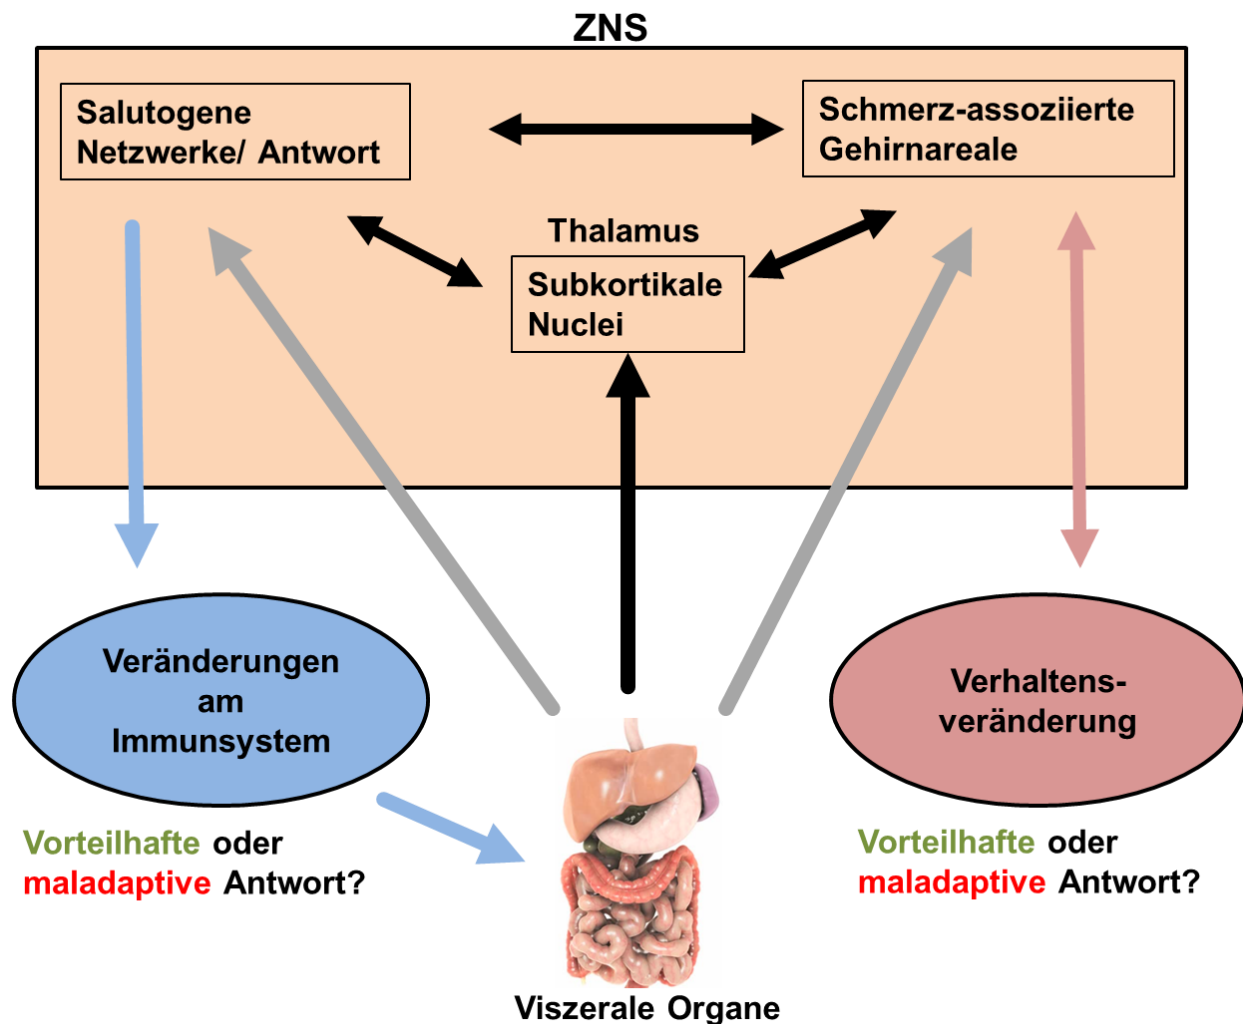 ZNS
Salutogene
Netzwerke/ Antwort
Schmerz-assoziierte
Gehirnareale
Thalamus
Subkortikale
Nuclei
Veränderungen
am
Immunsystem
Verhaltens-
veränderung
Vorteilhafte oder
maladaptive Antwort?
Vorteilhafte oder
maladaptive Antwort?
Viszerale Organe